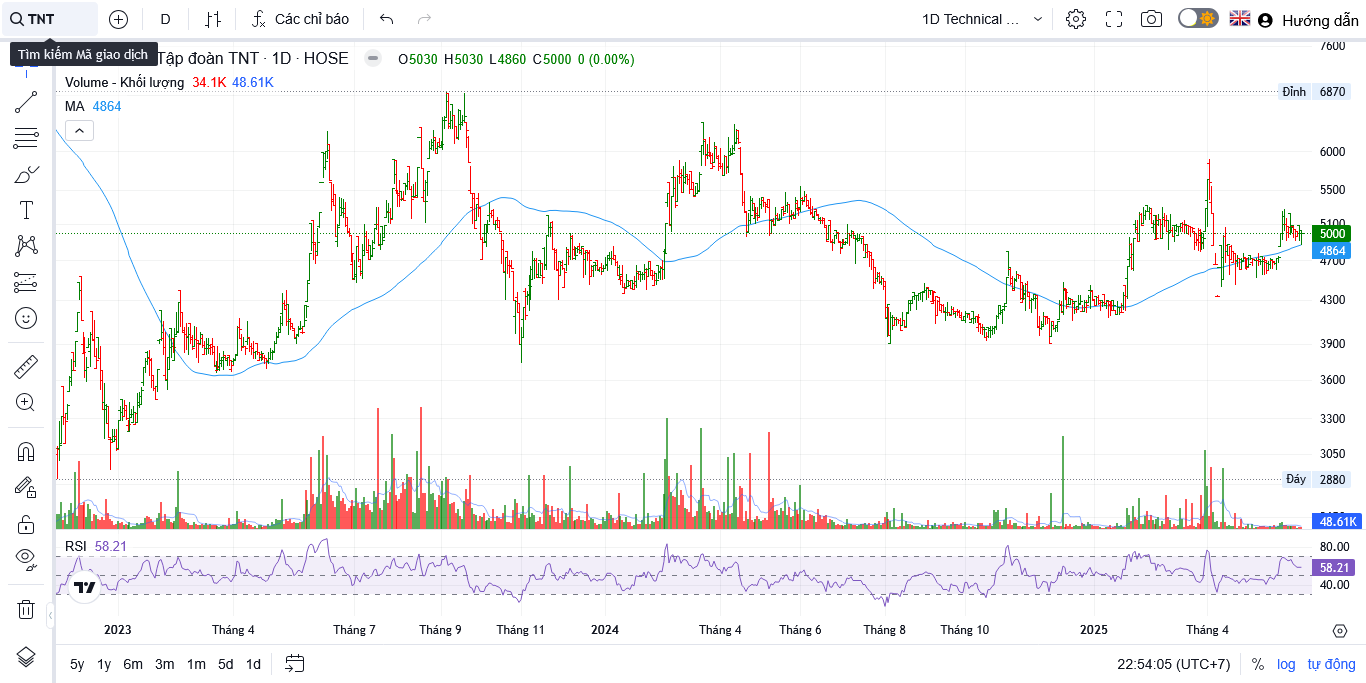 TNT
D
Các chỉ báo
1D Technical ...
Hướng dẫn
Tìm kiếm Mã giao dịch
Tập đoàn TNT · 1D · HOSE
O5030 H5030 L4860 C5000 0 (0.00%)
Volume - Khối lượng 34.1K 48.61K
MA 4864
7600
Đỉnh 6870
6000
5500
5100
5000
4864
4700
4300
3900
3600
3300
3050
Đáy 2880
48.61K
RSI 58.21
80.00
58.21
40.00
2023 Tháng 4 Tháng 7 Tháng 9 Tháng 11 2024 Tháng 4 Tháng 6 Tháng 8 Tháng 10 2025 Tháng 4
5y 1y 6m 3m 1m 5d 1d
22:54:05 (UTC+7) % log tự động